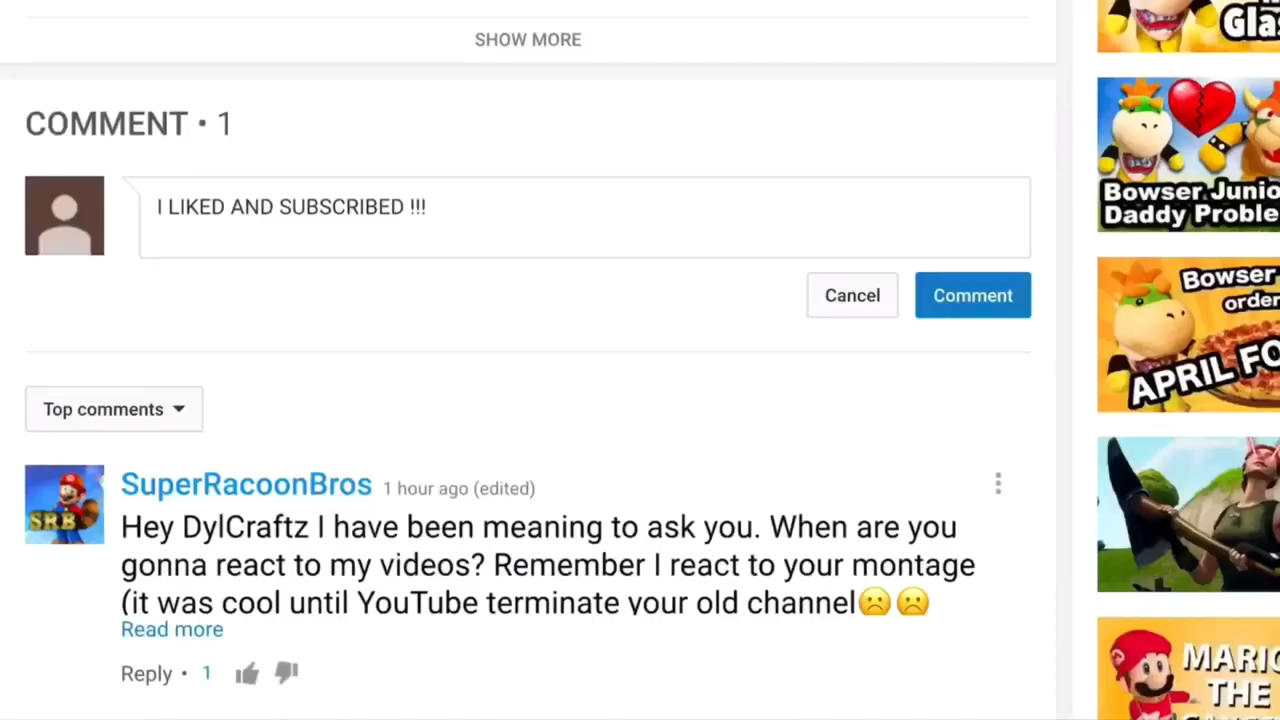 SHOW MORE
COMMENT • 1
I LIKED AND SUBSCRIBED !!!
Cancel
Comment
Top comments
SuperRacoonBros 1 hour ago (edited)
Hey DylCraftz I have been meaning to ask you. When are you
gonna react to my videos? Remember I react to your montage
(it was cool until YouTube terminate your old channel☹️☹️
Read more
Reply • 1
SRB
Bowser Junio
Daddy Proble
Bowser
order
APRIL FO
MARIO
THE